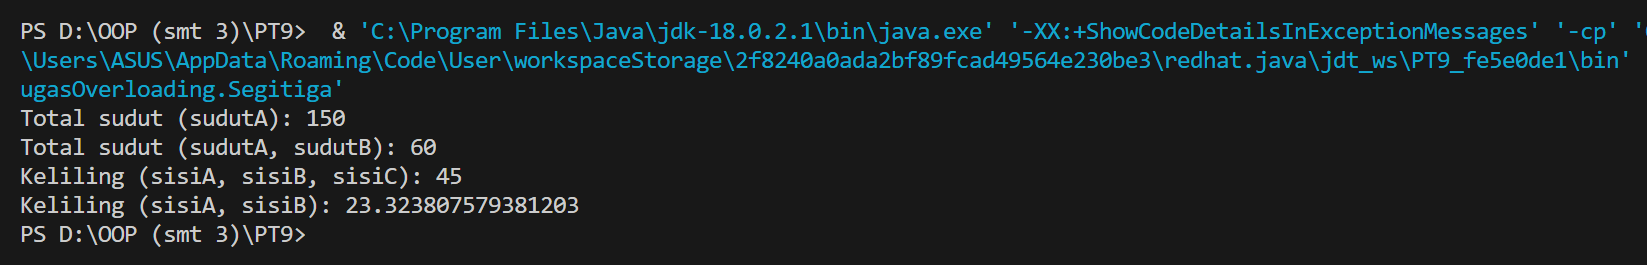 PS D:\OOP (smt 3)\PT9>  & 'C:\Program Files\Java\jdk-18.0.2.1\bin\java.exe' '-XX:+ShowCodeDetailsInExceptionMessages' '-cp' '
\Users\ASUS\AppData\Roaming\Code\User\workspaceStorage\2f8240a0ada2bf89fcad49564e230be3\redhat.java\jdt_ws\PT9_fe5e0de1\bin'
ugasOverloading.Segitiga'
Total sudut (sudutA): 150
Total sudut (sudutA, sudutB): 60
Keliling (sisiA, sisiB, sisiC): 45
Keliling (sisiA, sisiB): 23.323807579381203
PS D:\OOP (smt 3)\PT9>